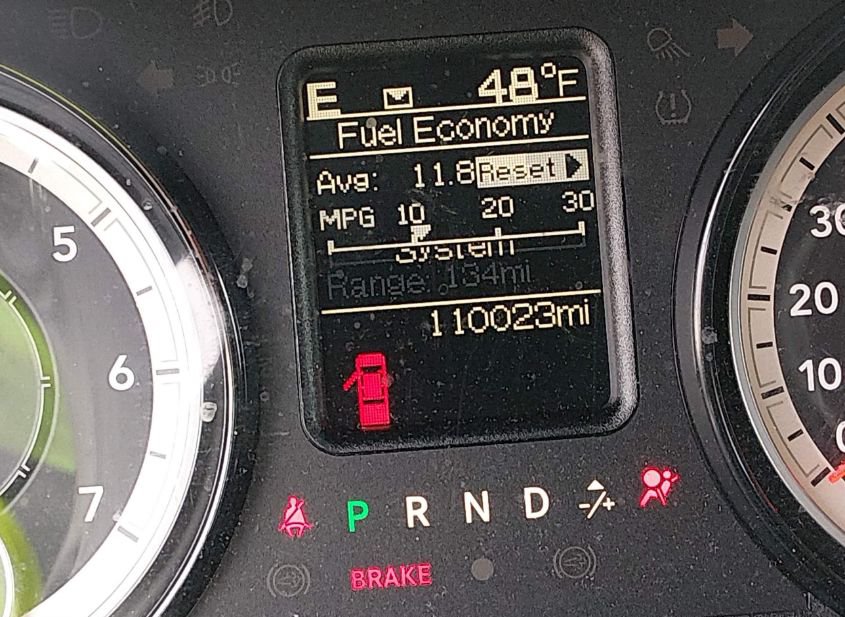 E 48°F
Fuel Economy
Avg: 11.8 Reset
MPG 10 20 30
System
Range: 134mi
110023mi
5
6
7
30
20
10
0
P R N D -/+
BRAKE